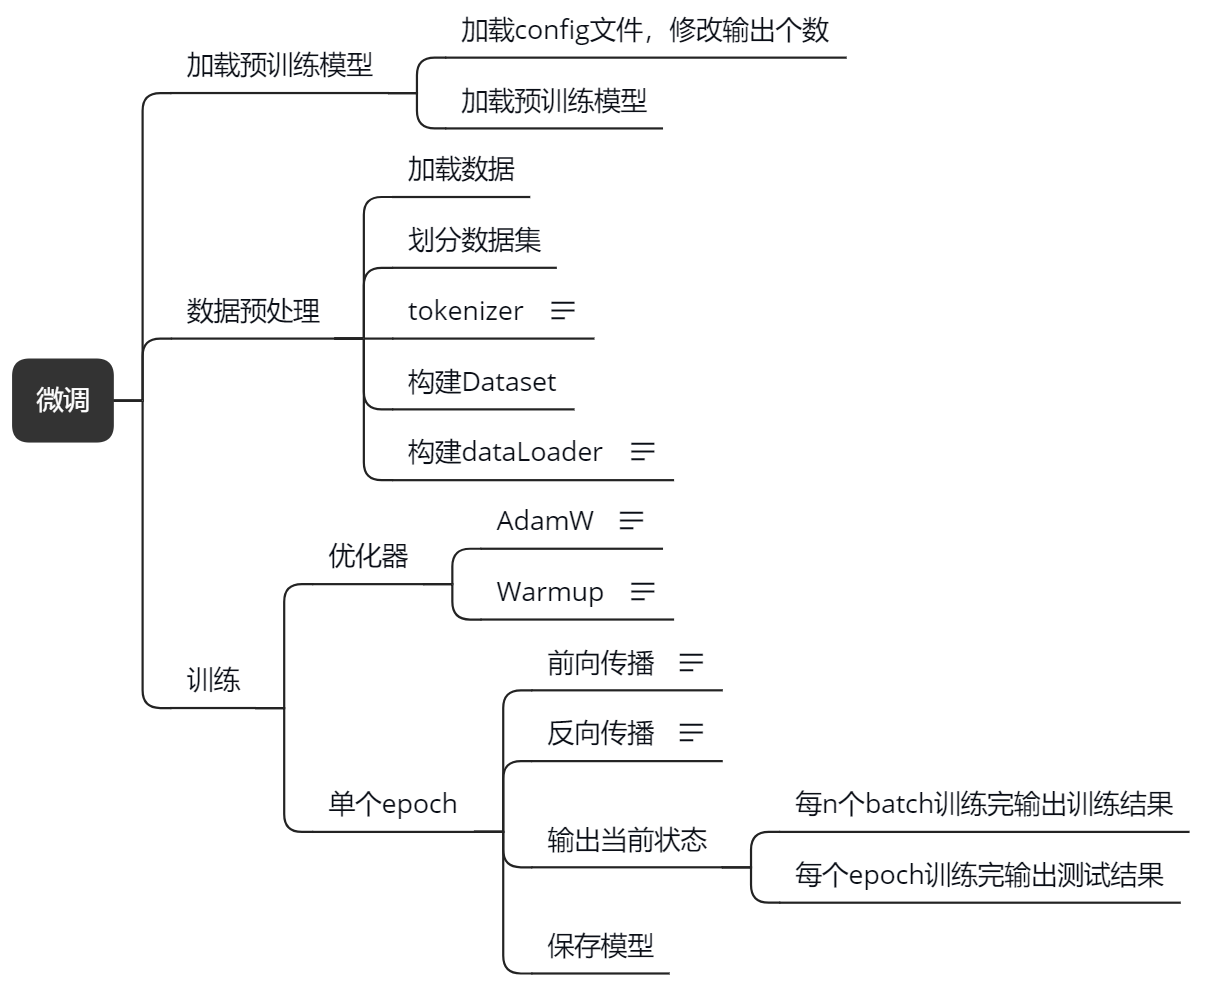 加载config文件，修改输出个数
加载预训练模型
加载预训练模型
加载数据
划分数据集
数据预处理
tokenizer
构建Dataset
微调
构建dataLoader
AdamW
优化器
Warmup
前向传播
训练
反向传播
单个epoch
每n个batch训练完输出训练结果
输出当前状态
每个epoch训练完输出测试结果
保存模型